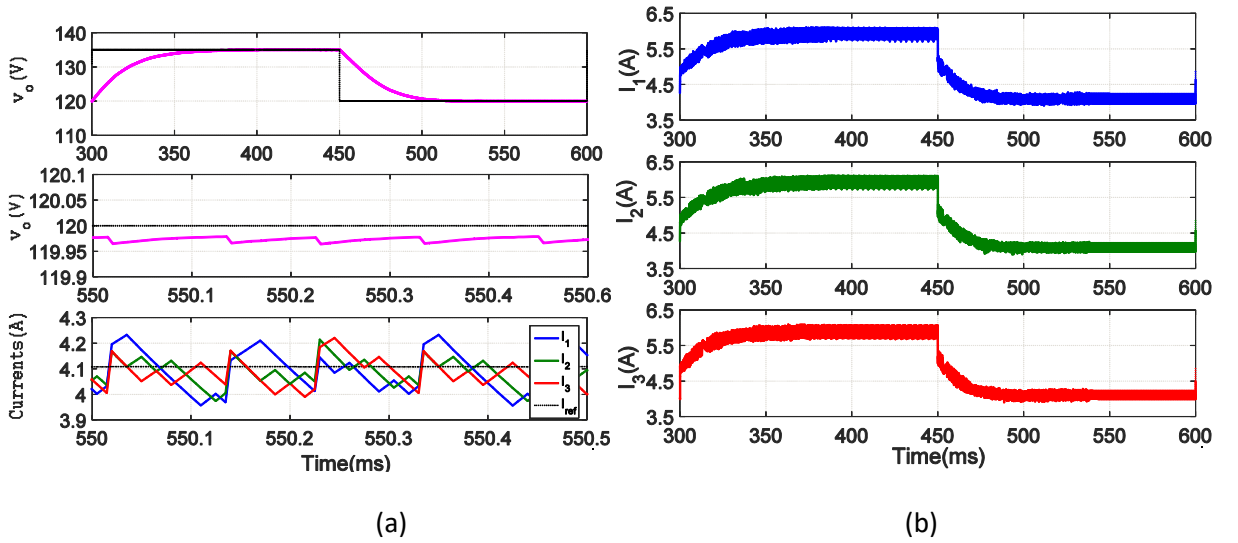 140
130
120
110
v_o (V)
300 350 400 450 500 550 600
120.1
120.05
120
119.95
119.9
v_o (V)
550 550.1 550.2 550.3 550.4 550.5 550.6
4.3
4.2
4.1
4
3.9
Currents(A)
I_1
I_2
I_3
I_ref
550 550.1 550.2 550.3 550.4 550.5
Time(ms)
(a)
6.5
5.5
4.5
3.5
I_1(A)
300 350 400 450 500 550 600
6.5
5.5
4.5
3.5
I_2(A)
300 350 400 450 500 550 600
6.5
5.5
4.5
3.5
I_3(A)
300 350 400 450 500 550 600
Time(ms)
(b)